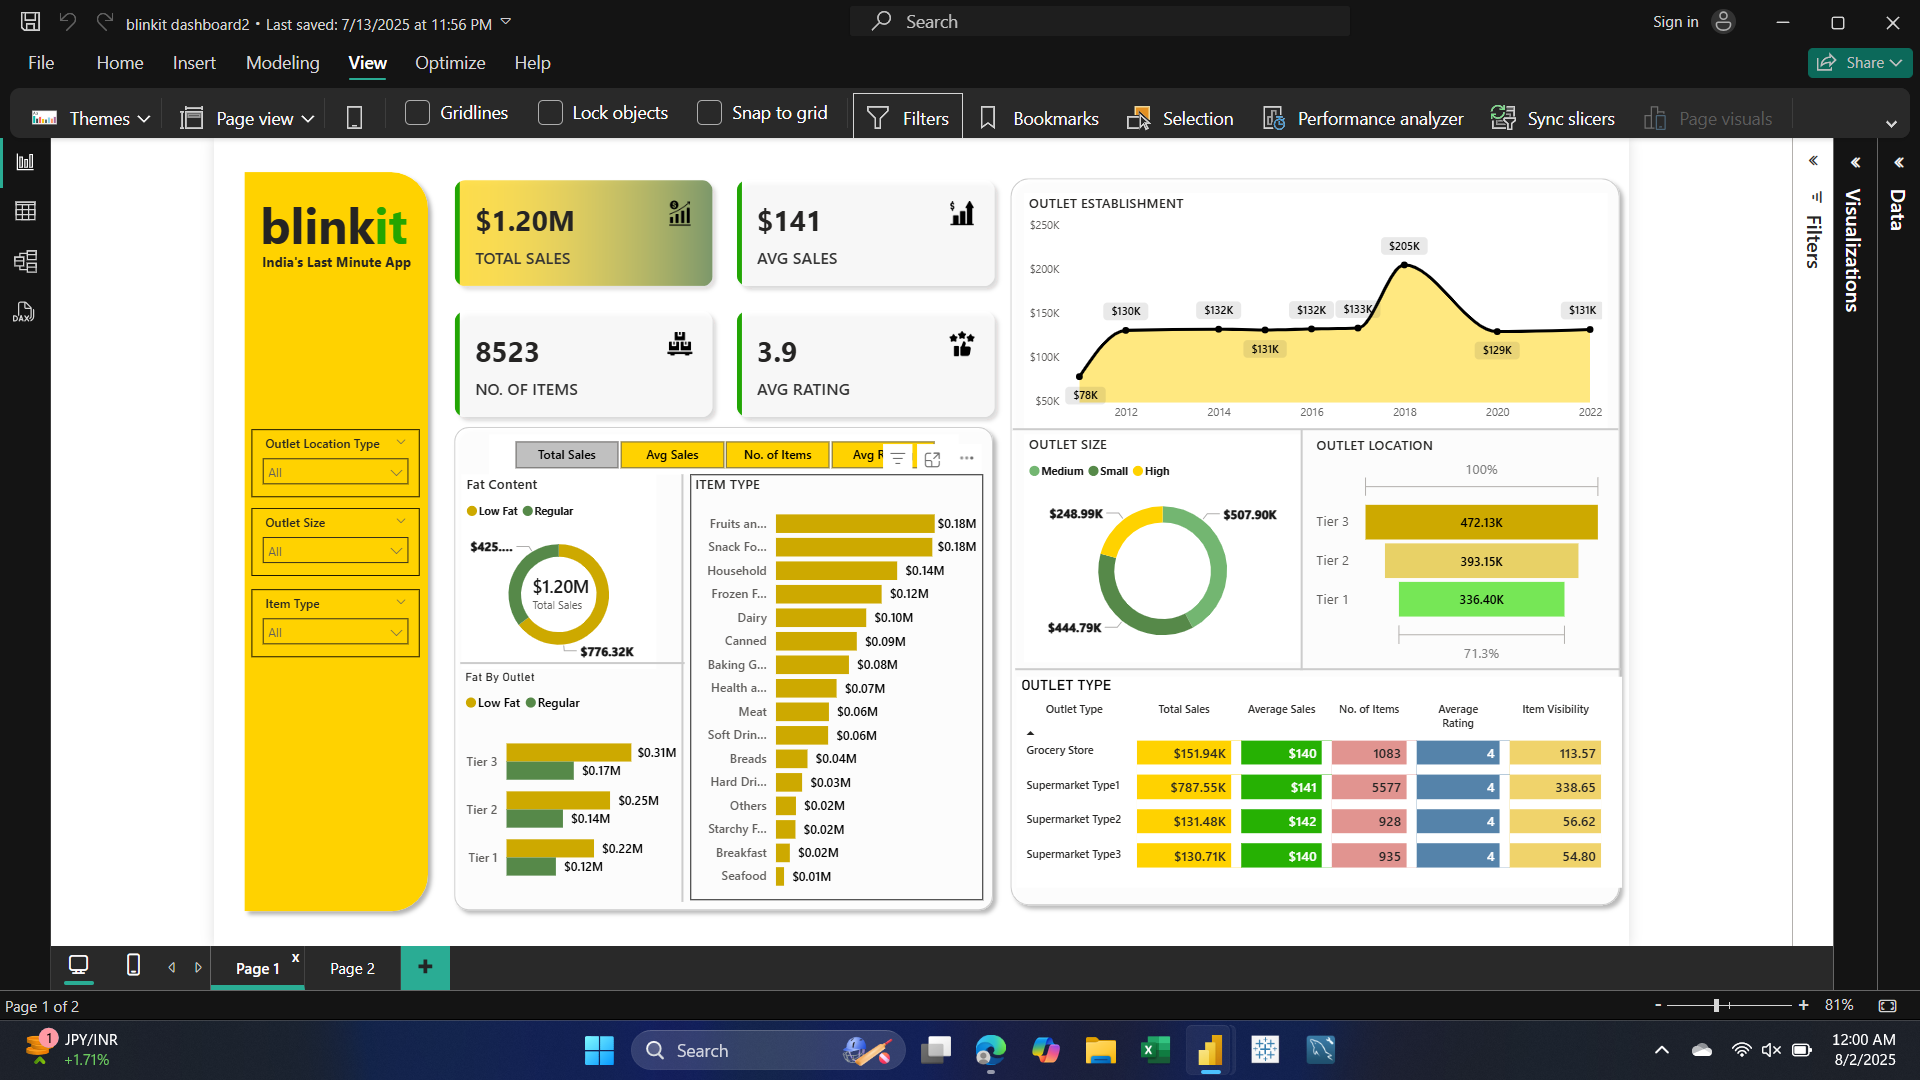 blinkit dashboard2 • Last saved: 7/13/2025 at 11:56 PM
Search
Sign in
File Home Insert Modeling View Optimize Help
Share
Themes
Page view
Gridlines
Lock objects
Snap to grid
Filters
Bookmarks
Selection
Performance analyzer
Sync slicers
Page visuals
DAX
blinkit
India's Last Minute App
Outlet Location Type
All
Outlet Size
All
Item Type
All
$1.20M
TOTAL SALES
$141
AVG SALES
8523
NO. OF ITEMS
3.9
AVG RATING
Total Sales
Avg Sales
No. of Items
Avg
Fat Content
Low Fat Regular
$425....
$1.20M
Total Sales
$776.32K
Fat By Outlet
Low Fat Regular
Tier 3 $0.31M
$0.17M
Tier 2 $0.25M
$0.14M
Tier 1 $0.22M
$0.12M
ITEM TYPE
Fruits an... $0.18M
Snack Fo... $0.18M
Household $0.14M
Frozen F... $0.12M
Dairy $0.10M
Canned $0.09M
Baking G... $0.08M
Health a... $0.07M
Meat $0.06M
Soft Drin... $0.06M
Breads $0.04M
Hard Dri... $0.03M
Others $0.02M
Starchy F... $0.02M
Breakfast $0.02M
Seafood $0.01M
OUTLET ESTABLISHMENT
$250K
$200K
$150K
$100K
$50K
$78K
$130K
$132K
$131K
$132K
$133K
$205K
$129K
$131K
2012 2014 2016 2018 2020 2022
OUTLET SIZE
Medium Small High
$248.99K
$507.90K
$444.79K
OUTLET LOCATION
100%
Tier 3 472.13K
Tier 2 393.15K
Tier 1 336.40K
71.3%
OUTLET TYPE
Outlet Type Total Sales Average Sales No. of Items Average Rating Item Visibility
Grocery Store $151.94K $140 1083 4 113.57
Supermarket Type1 $787.55K $141 5577 4 338.65
Supermarket Type2 $131.48K $142 928 4 56.62
Supermarket Type3 $130.71K $140 935 4 54.80
Filters
Visualizations
Data
Page 1 x
Page 2
+
Page 1 of 2
- + 81%
1
JPY/INR
+1.71%
Search
12:00 AM
8/2/2025